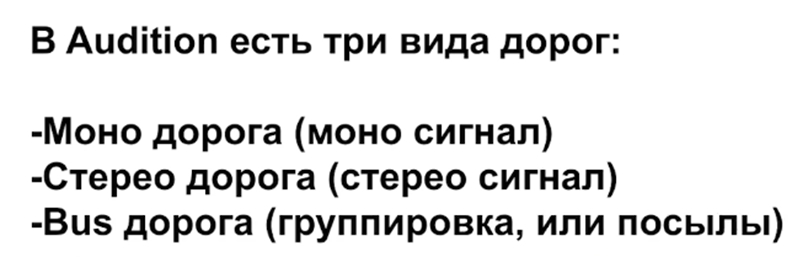 В Audition есть три вида дорог:
-Моно дорога (моно сигнал)
-Стерео дорога (стерео сигнал)
-Bus дорога (группировка, или посылы)